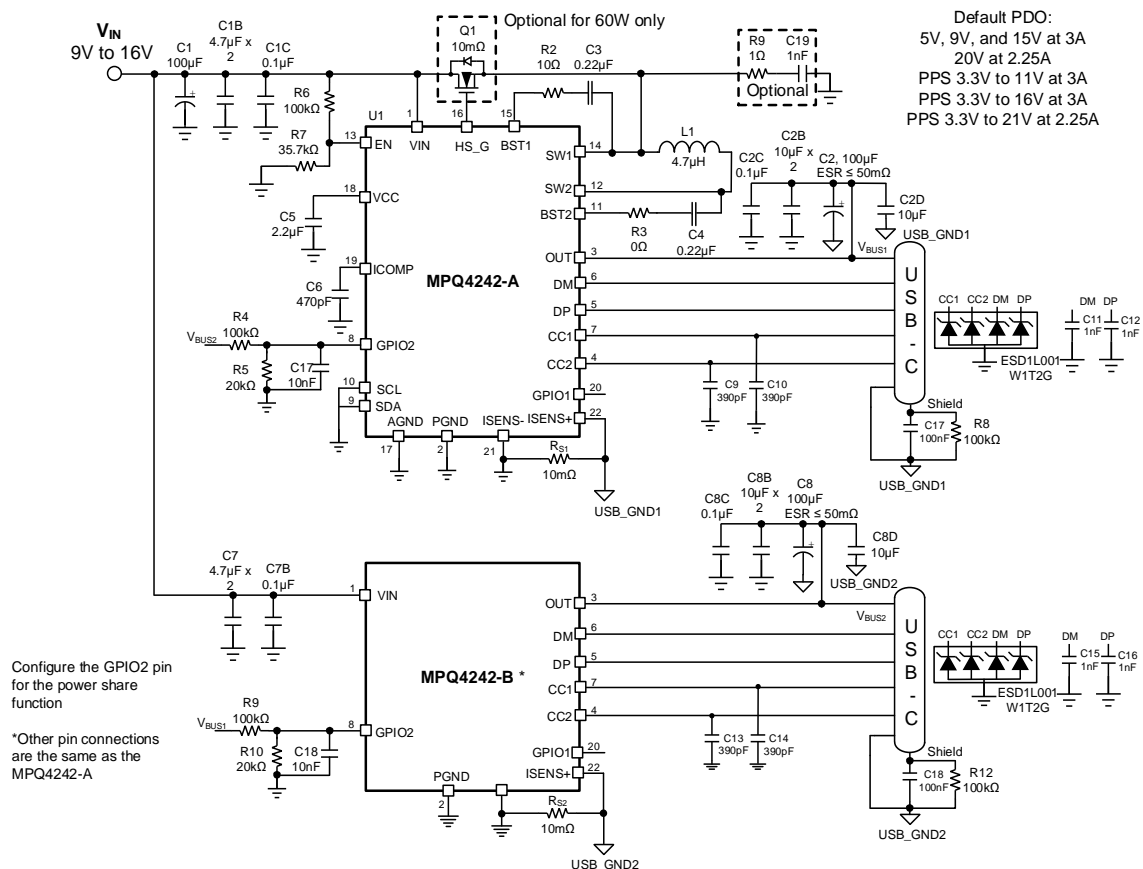 Optional for 60W only
Default PDO:
5V, 9V, and 15V at 3A
20V at 2.25A
PPS 3.3V to 11V at 3A
PPS 3.3V to 16V at 3A
PPS 3.3V to 21V at 2.25A
VIN
9V to 16V
C1
100µF
C1B
4.7µF x
2
C1C
0.1µF
R6
100kΩ
R7
35.7kΩ
Q1
10mΩ
R2
10Ω
C3
0.22µF
R9
1Ω
C19
1nF
Optional
U1
1
16
15
VIN
HS_G
BST1
13
EN
18
VCC
C5
2.2µF
19
ICOMP
C6
470pF
VBUS2
R4
100kΩ
R5
20kΩ
C17
10nF
8
GPIO2
10
SCL
9
SDA
AGND
PGND
ISENS-
ISENS+
17
2
21
22
MPQ4242-A
SW1
14
L1
4.7µH
SW2
12
BST2
11
R3
0Ω
C4
0.22µF
OUT
3
DM
6
DP
5
CC1
7
CC2
4
GPIO1
20
RS1
10mΩ
USB_GND1
C2C
0.1µF
C2B
10µF x
2
C2, 100µF
ESR ≤ 50mΩ
C2D
10µF
USB_GND1
VBUS1
C9
390pF
C10
390pF
U
S
B
-
C
CC1 CC2 DM DP
ESD1L001
W1T2G
DM DP
C11
1nF
C12
1nF
Shield
C17
100nF
R8
100kΩ
USB_GND1
C7
4.7µF x
2
C7B
0.1µF
1
VIN
MPQ4242-B *
Configure the GPIO2 pin
for the power share
function
*Other pin connections
are the same as the
MPQ4242-A
VBUS1
R9
100kΩ
R10
20kΩ
C18
10nF
8
GPIO2
PGND
2
OUT
3
DM
6
DP
5
CC1
7
CC2
4
GPIO1
20
ISENS+
22
RS2
10mΩ
USB_GND2
C8C
0.1µF
C8B
10µF x
2
C8
100µF
ESR ≤ 50mΩ
C8D
10µF
USB_GND2
VBUS2
C13
390pF
C14
390pF
U
S
B
-
C
CC1 CC2 DM DP
ESD1L001
W1T2G
DM DP
C15
1nF
C16
1nF
Shield
C18
100nF
R12
100kΩ
USB_GND2